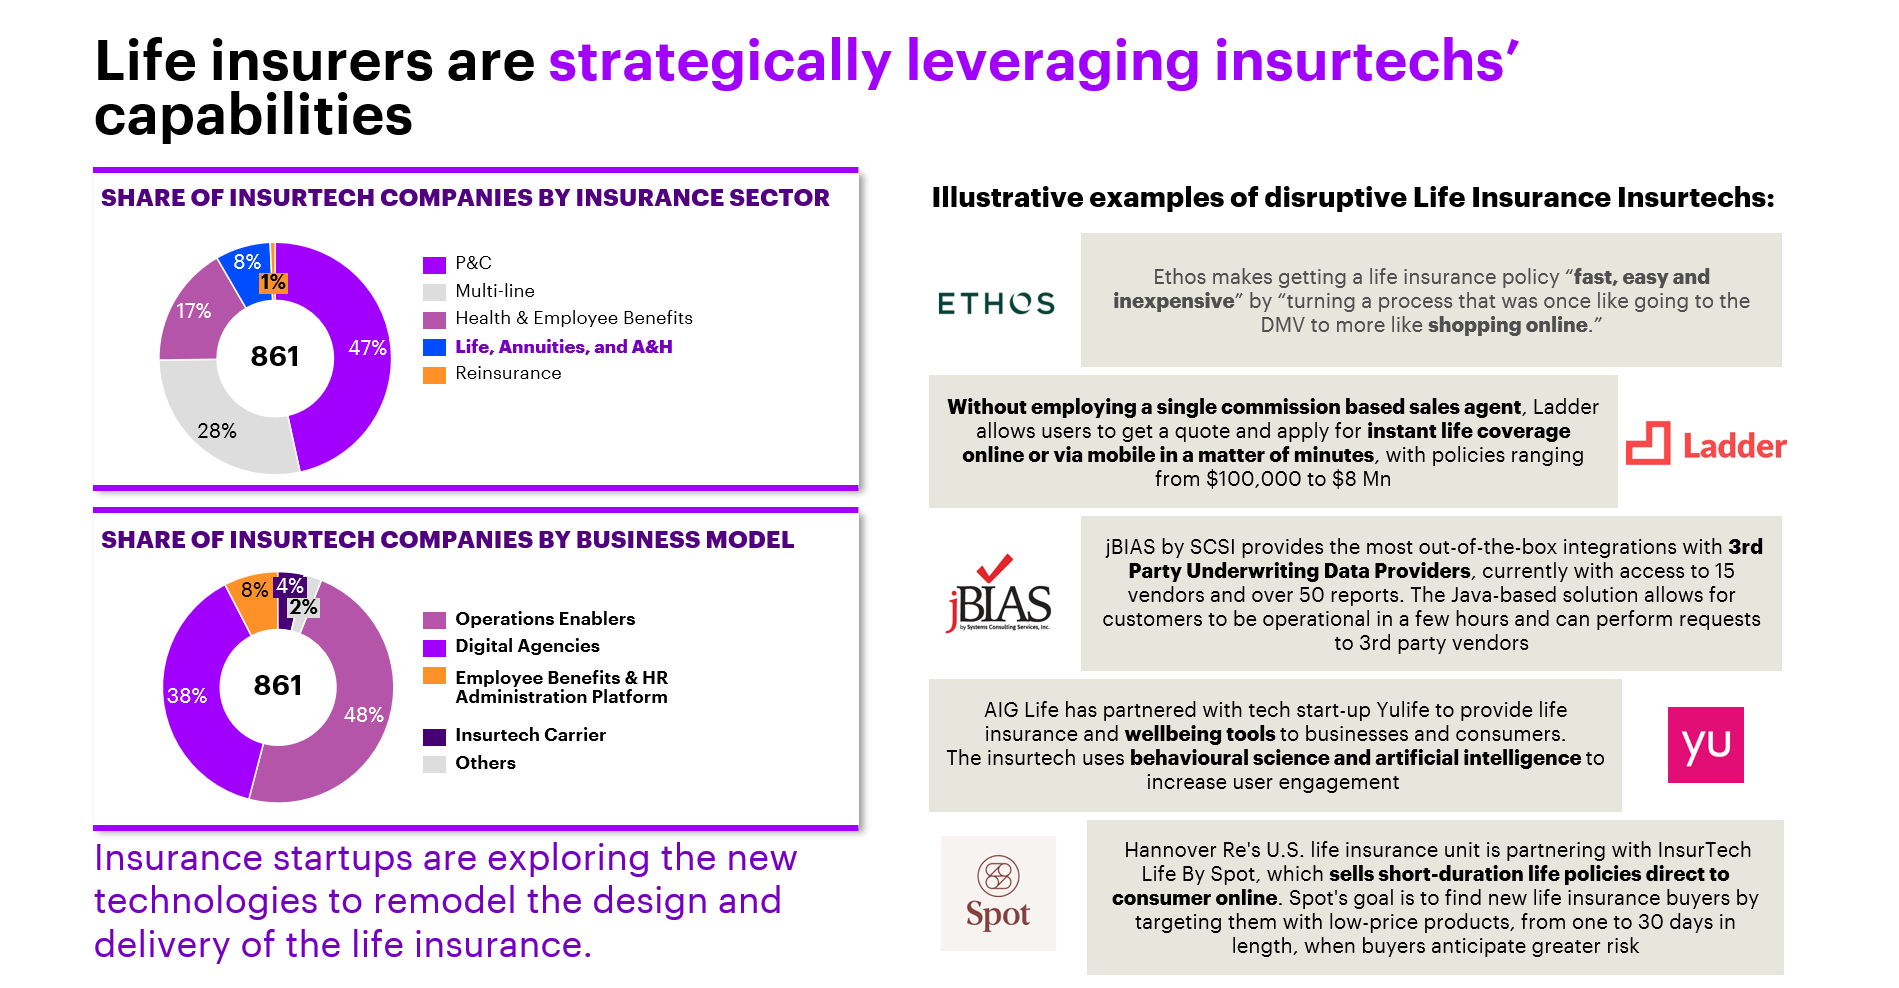 Life insurers are strategically leveraging insurtechs’
capabilities
SHARE OF INSURTECH COMPANIES BY INSURANCE SECTOR
8%
1%
17%
47%
861
28%
P&C
Multi-line
Health & Employee Benefits
Life, Annuities, and A&H
Reinsurance
SHARE OF INSURTECH COMPANIES BY BUSINESS MODEL
8%
4%
2%
38%
861
48%
Operations Enablers
Digital Agencies
Employee Benefits & HR
Administration Platform
Insurtech Carrier
Others
Insurance startups are exploring the new
technologies to remodel the design and
delivery of the life insurance.
Illustrative examples of disruptive Life Insurance Insurtechs:
ETHOS
Ethos makes getting a life insurance policy “fast, easy and
inexpensive” by “turning a process that was once like going to the
DMV to more like shopping online.”
Without employing a single commission based sales agent, Ladder
allows users to get a quote and apply for instant life coverage
online or via mobile in a matter of minutes, with policies ranging
from $100,000 to $8 Mn
Ladder
jBIAS
by Systems Consulting Services, Inc.
jBIAS by SCSI provides the most out-of-the-box integrations with 3rd
Party Underwriting Data Providers, currently with access to 15
vendors and over 50 reports. The Java-based solution allows for
customers to be operational in a few hours and can perform requests
to 3rd party vendors
AIG Life has partnered with tech start-up Yulife to provide life
insurance and wellbeing tools to businesses and consumers.
The insurtech uses behavioural science and artificial intelligence to
increase user engagement
yu
Spot
Hannover Re's U.S. life insurance unit is partnering with InsurTech
Life By Spot, which sells short-duration life policies direct to
consumer online. Spot's goal is to find new life insurance buyers by
targeting them with low-price products, from one to 30 days in
length, when buyers anticipate greater risk